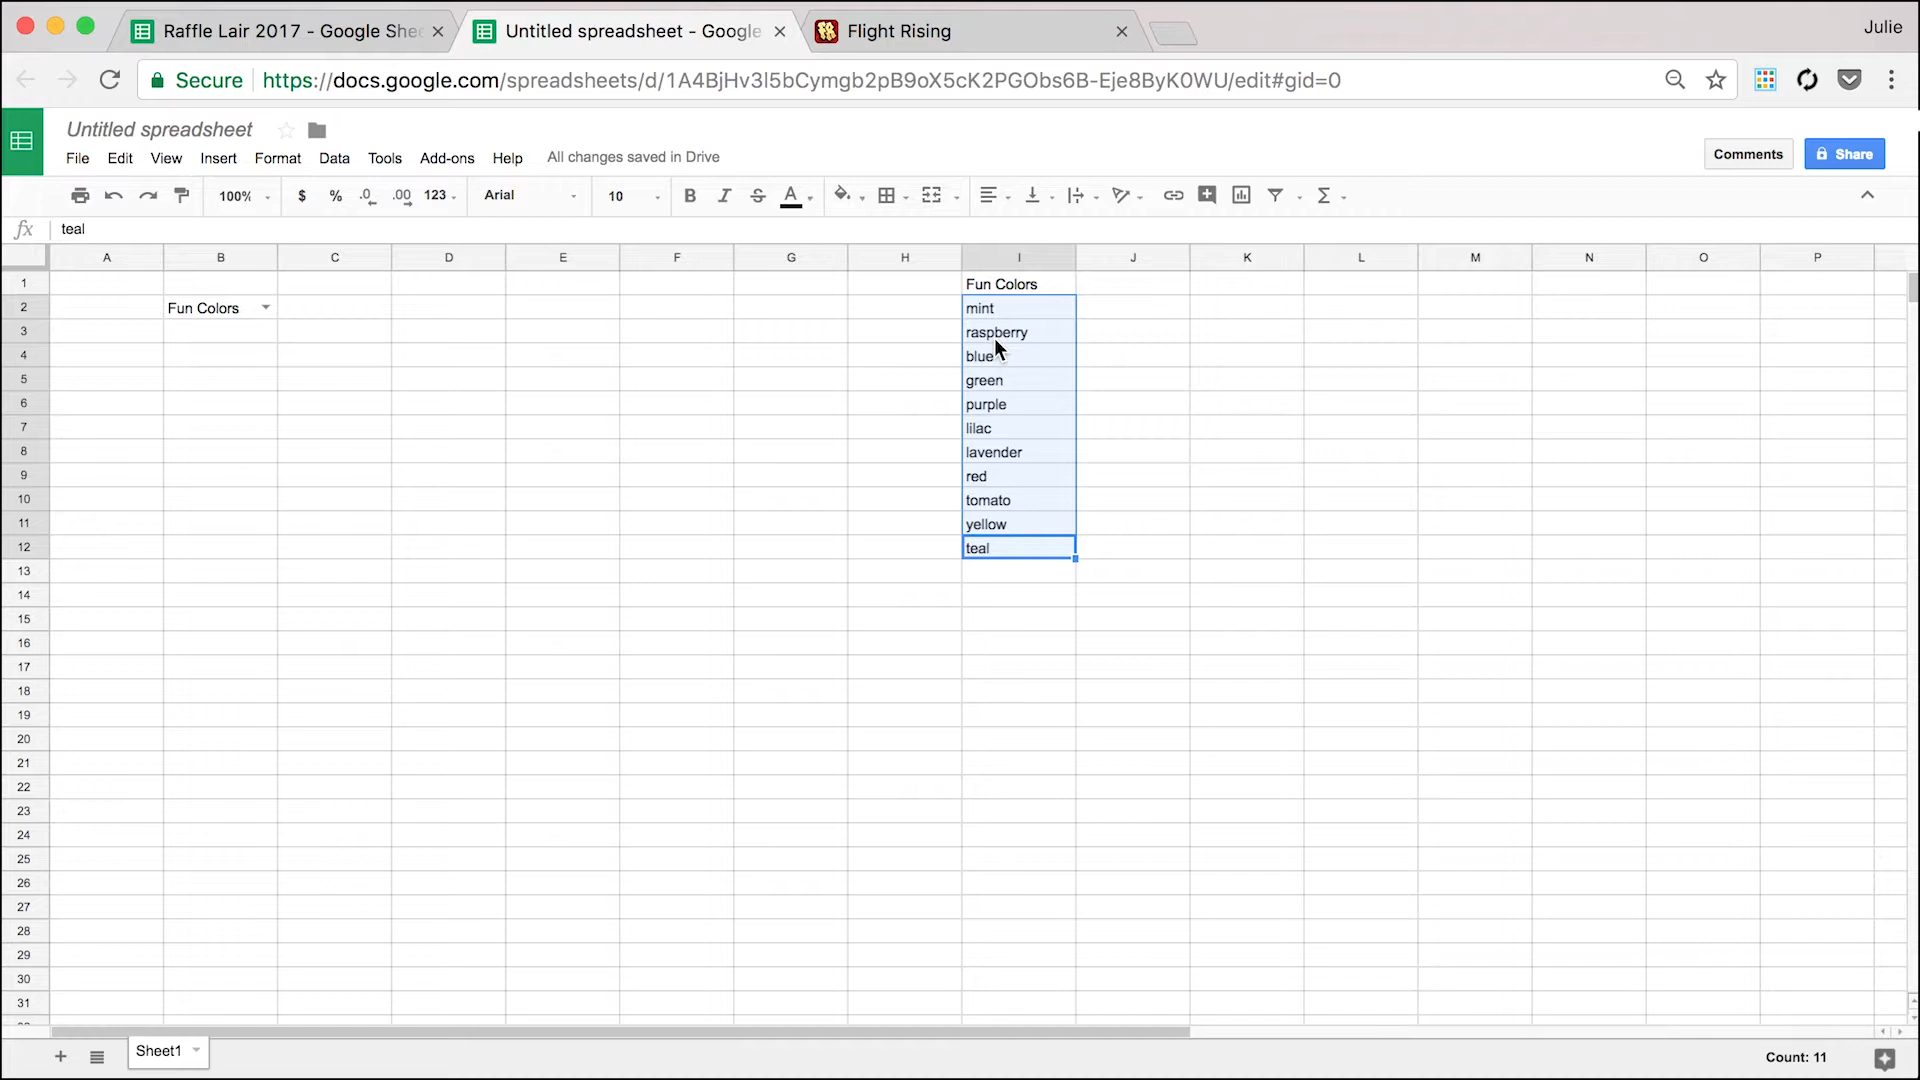 Raffle Lair 2017 - Google She
Untitled spreadsheet - Google
Flight Rising
Julie
Secure
https://docs.google.com/spreadsheets/d/1A4BjHv3l5bCymgb2pB9oX5cK2PGObs6B-Eje8ByK0WU/edit#gid=0
Untitled spreadsheet
File Edit View Insert Format Data Tools Add-ons Help All changes saved in Drive
Comments Share
100% $ % .0 .00 123 Arial 10 B I S A Σ
fx teal
A B C D E F G H I J K L M N O P
1 Fun Colors
2 Fun Colors mint
3 raspberry
4 blue
5 green
6 purple
7 lilac
8 lavender
9 red
10 tomato
11 yellow
12 teal
13
14
15
16
17
18
19
20
21
22
23
24
25
26
27
28
29
30
31
+ Sheet1 Count: 11